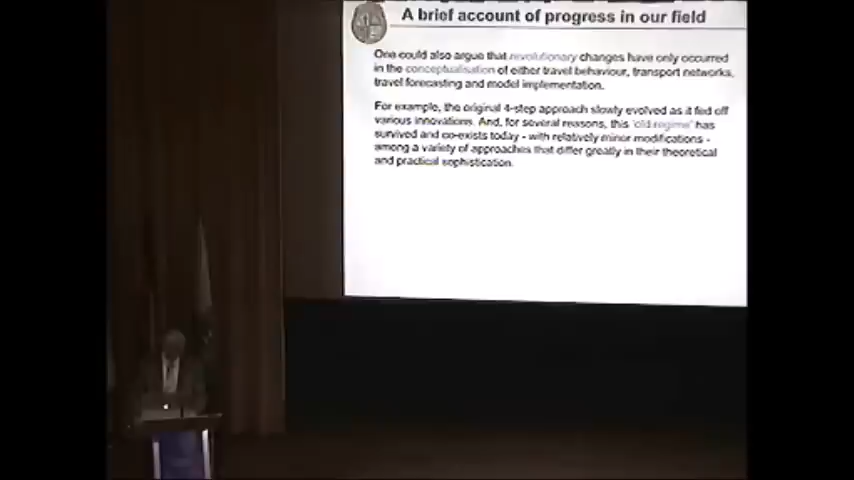 A brief account of progress in our field
One could also argue that revolutionary changes have only occurred
in the conceptualisation of either travel behaviour, transport networks,
travel forecasting and model implementation.
For example, the original 4-step approach slowly evolved as it fed off
various innovations. And, for several reasons, this 'old regime' has
survived and co-exists today - with relatively minor modifications -
among a variety of approaches that differ greatly in their theoretical
and practical sophistication.